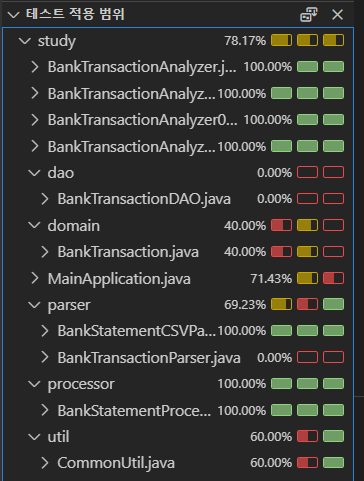 테스트 적용 범위
study 78.17%
BankTransactionAnalyzer.j... 100.00%
BankTransactionAnalyz... 100.00%
BankTransactionAnalyzer0... 100.00%
BankTransactionAnalyz... 100.00%
dao 0.00%
BankTransactionDAO.java 0.00%
domain 40.00%
BankTransaction.java 40.00%
MainApplication.java 71.43%
parser 69.23%
BankStatementCSVPa... 100.00%
BankTransactionParser.java 0.00%
processor 100.00%
BankStatementProce... 100.00%
util 60.00%
CommonUtil.java 60.00%